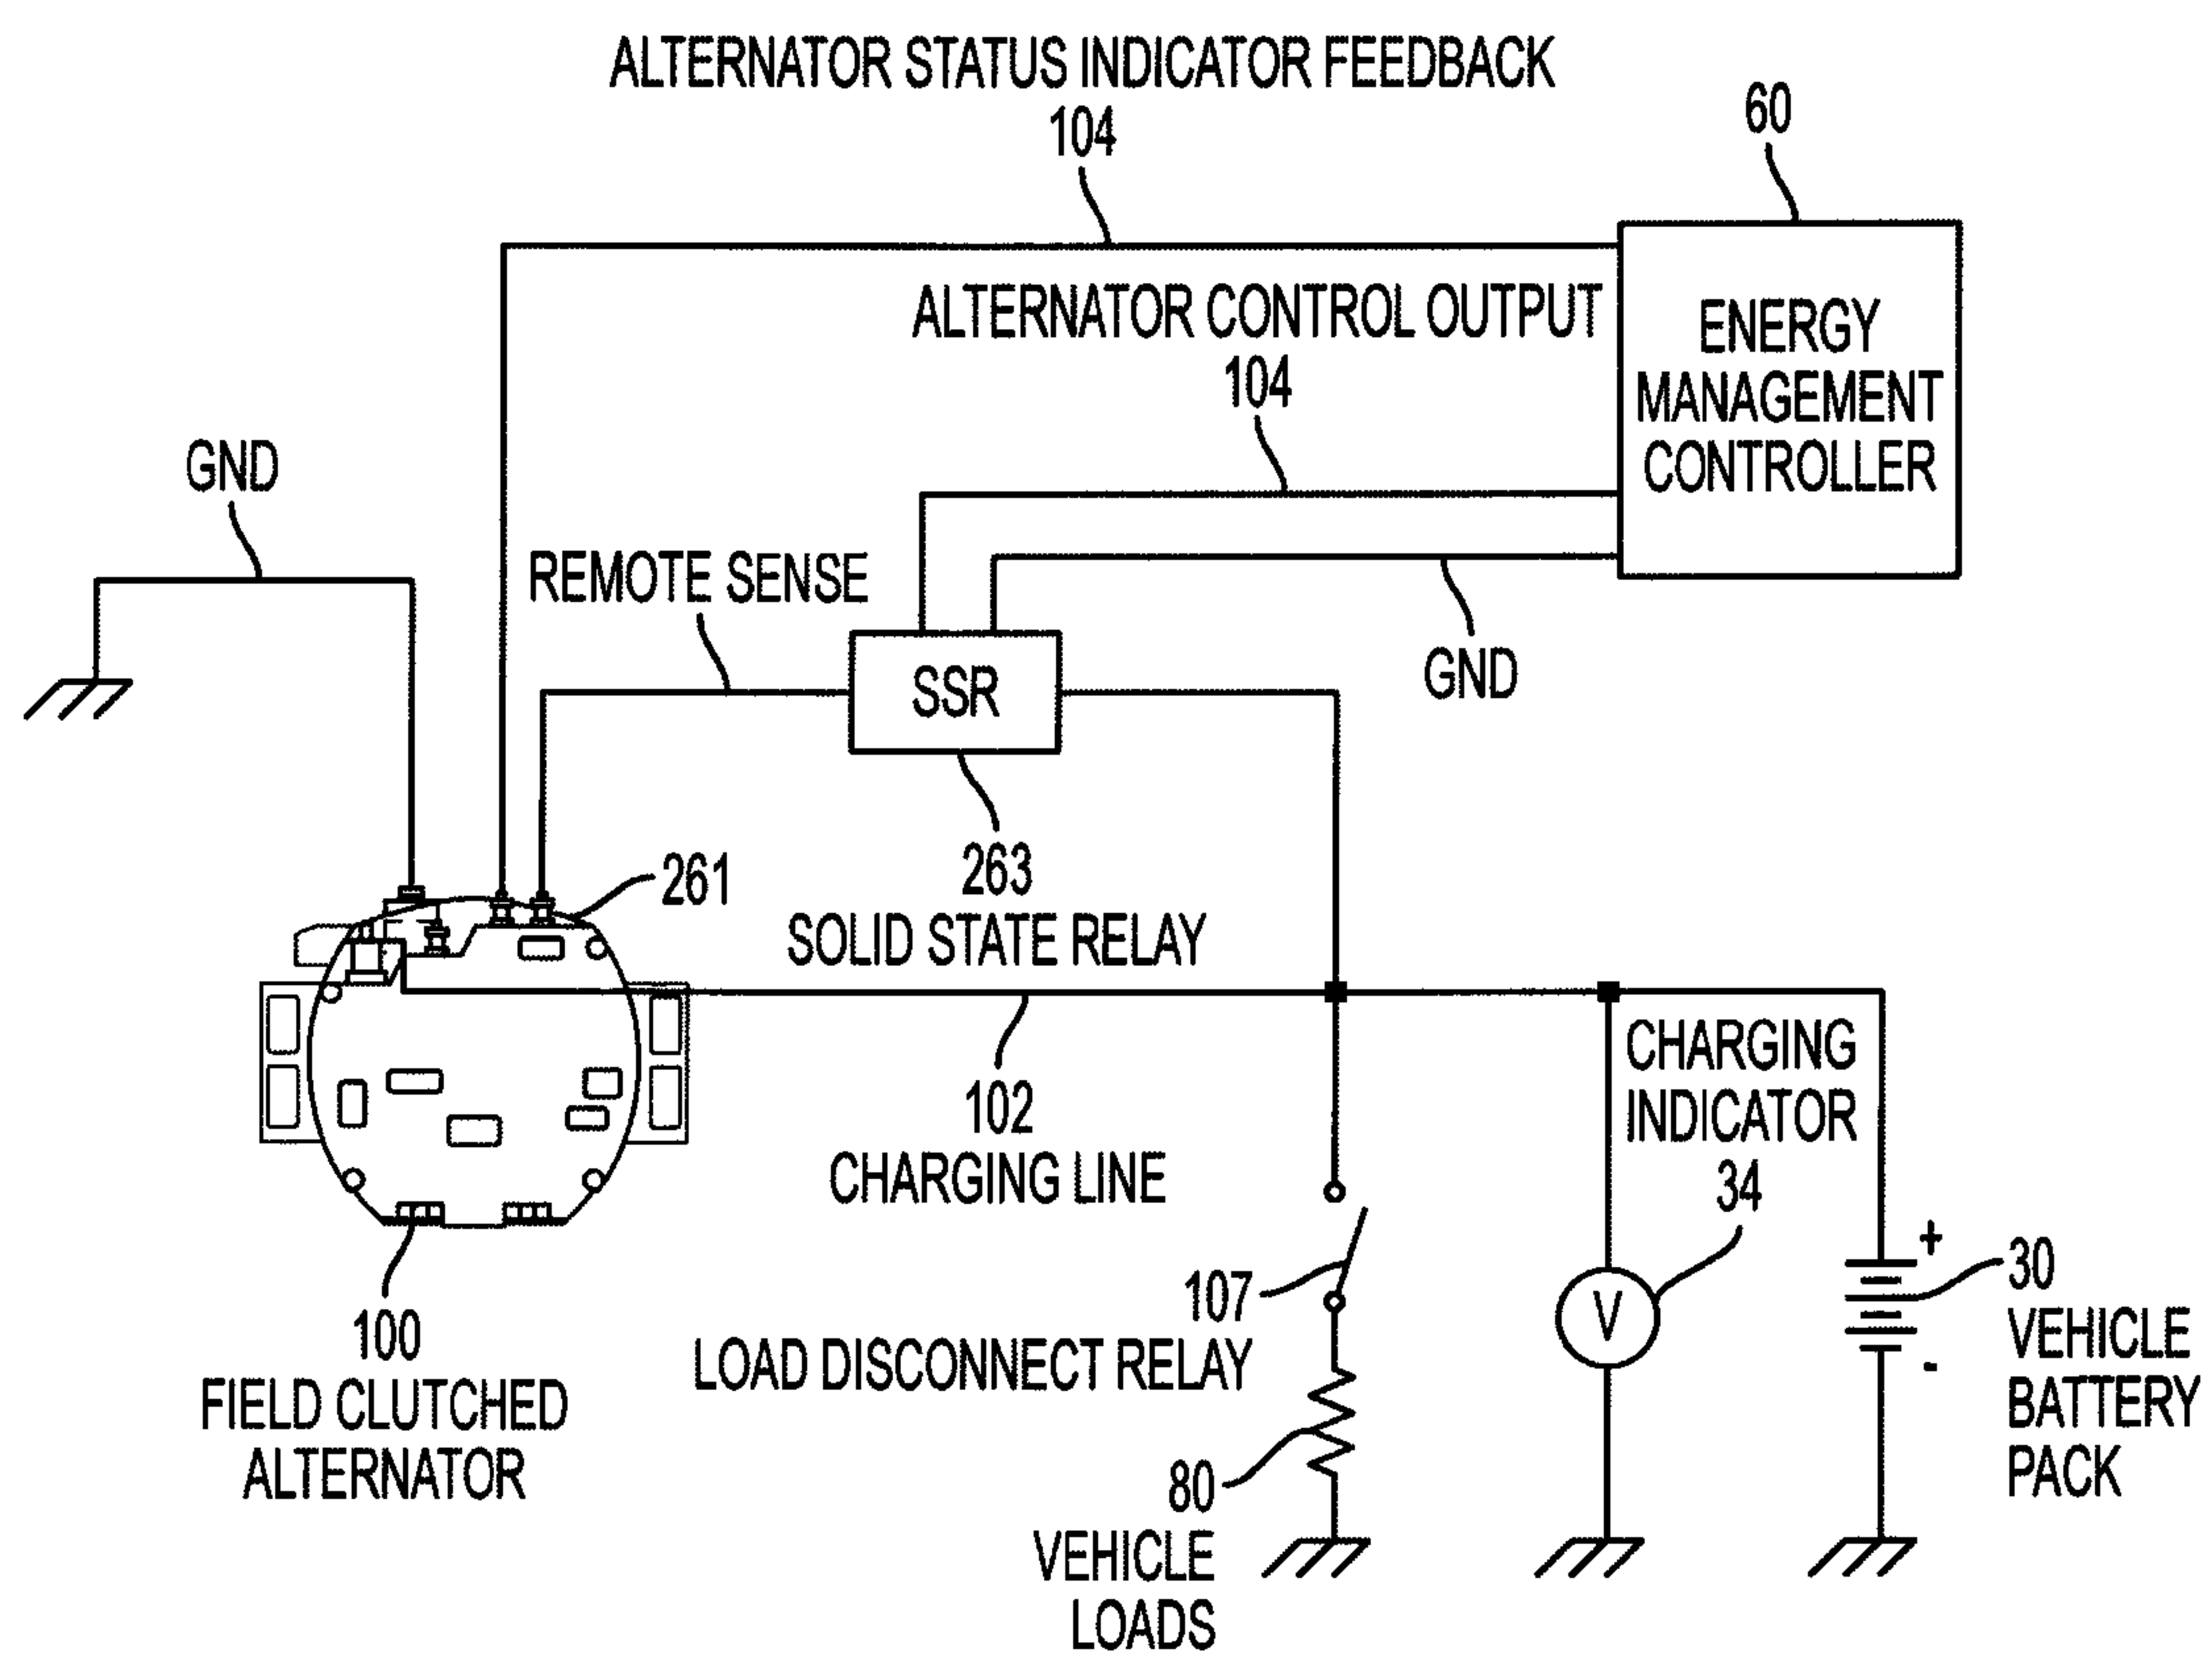 ALTERNATOR STATUS INDICATOR FEEDBACK
104
60
ALTERNATOR CONTROL OUTPUT
104
ENERGY
MANAGEMENT
CONTROLLER
GND
REMOTE SENSE
SSR
GND
263
SOLID STATE RELAY
261
102
CHARGING LINE
CHARGING
INDICATOR
34
107
LOAD DISCONNECT RELAY
V
+
-
30
VEHICLE
BATTERY
PACK
100
FIELD CLUTCHED
ALTERNATOR
80
VEHICLE
LOADS